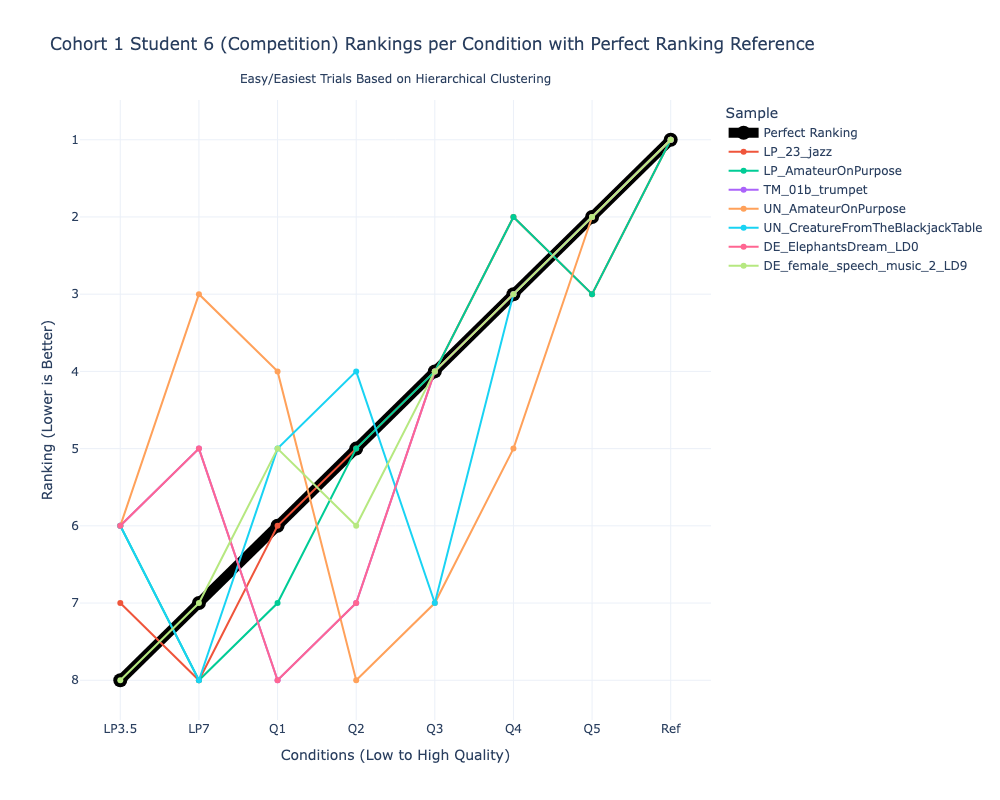 Cohort 1 Student 6 (Competition) Rankings per Condition with Perfect Ranking Reference
Easy/Easiest Trials Based on Hierarchical Clustering
Sample
Perfect Ranking
LP_23_jazz
LP_AmateurOnPurpose
TM_01b_trumpet
UN_AmateurOnPurpose
UN_CreatureFromTheBlackjackTable
DE_ElephantsDream_LD0
DE_female_speech_music_2_LD9
Ranking (Lower is Better)
1
2
3
4
5
6
7
8
LP3.5 LP7 Q1 Q2 Q3 Q4 Q5 Ref
Conditions (Low to High Quality)